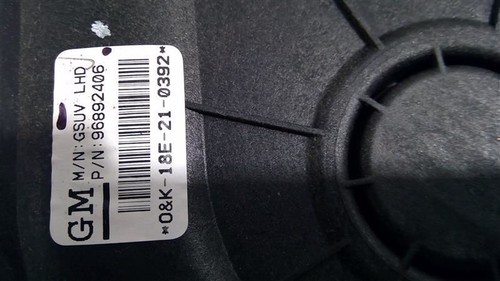 GM
M/N:GSUV LHD
P/N:96892406
*O&K-18E-21-0392*